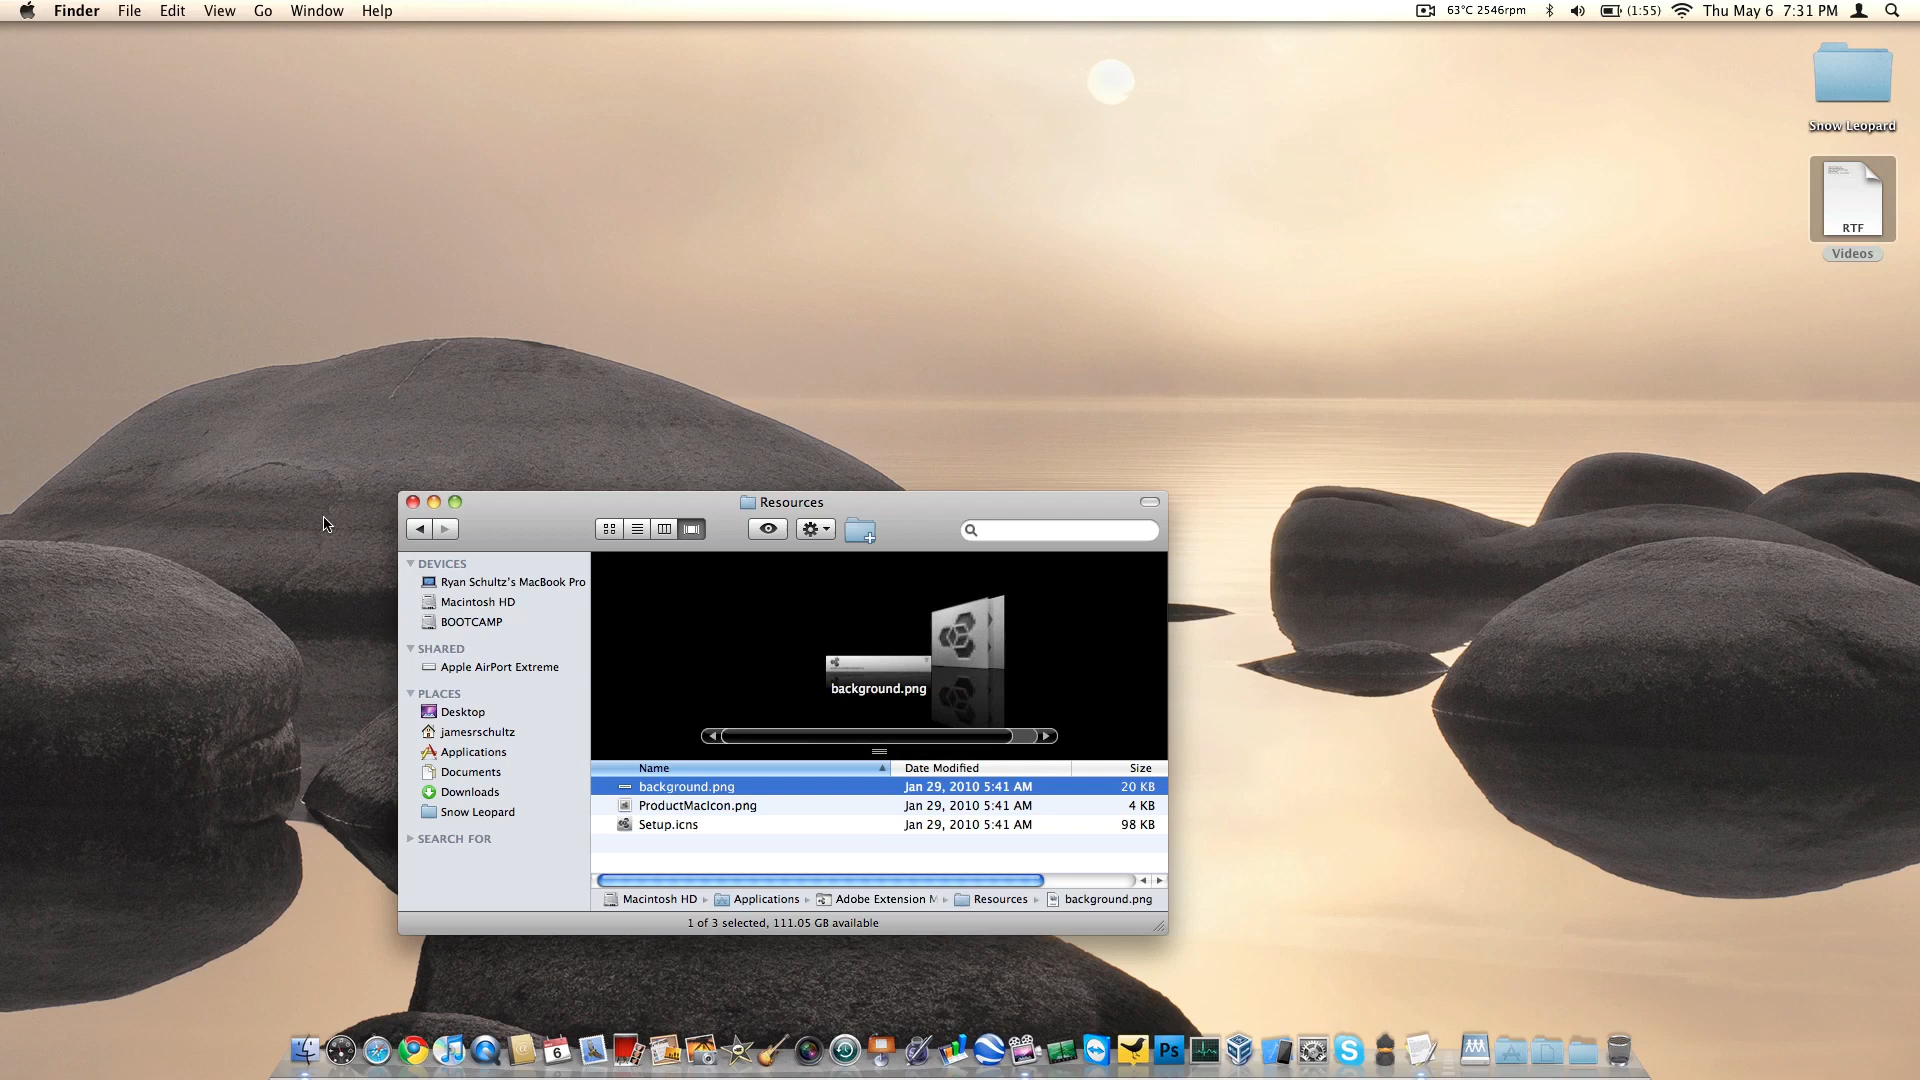 Finder File Edit View Go Window Help
63°C 2546rpm (1:55) Thu May 6 7:31 PM
Snow Leopard
RTF
Videos
Resources
DEVICES
Ryan Schultz's MacBook Pro
Macintosh HD
BOOTCAMP
SHARED
Apple AirPort Extreme
PLACES
Desktop
jamesrschultz
Applications
Documents
Downloads
Snow Leopard
SEARCH FOR
background.png
Name Date Modified Size
background.png Jan 29, 2010 5:41 AM 20 KB
ProductMacIcon.png Jan 29, 2010 5:41 AM 4 KB
Setup.icns Jan 29, 2010 5:41 AM 98 KB
Macintosh HD Applications Adobe Extension M Resources background.png
1 of 3 selected, 111.05 GB available
6
Ps